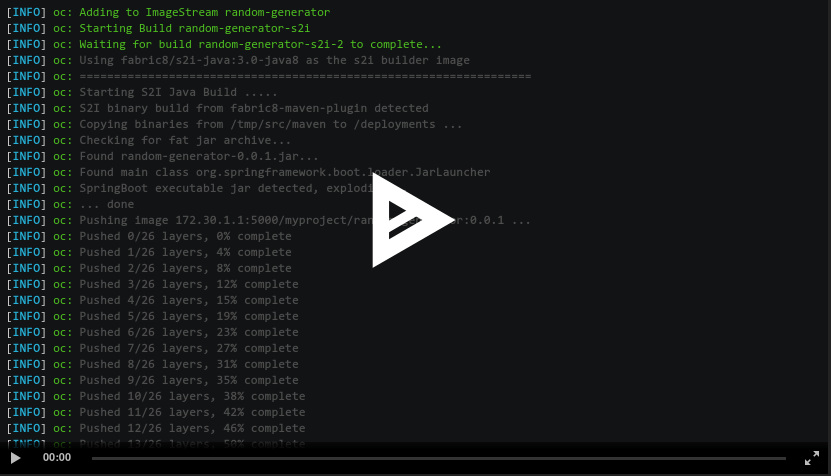 [INFO] oc: Adding to ImageStream random-generator
[INFO] oc: Starting Build random-generator-s2i
[INFO] oc: Waiting for build random-generator-s2i-2 to complete...
[INFO] oc: Using fabric8/s2i-java:3.0-java8 as the s2i builder image
[INFO] oc: ==================================================================
[INFO] oc: Starting S2I Java Build .....
[INFO] oc: S2I binary build from fabric8-maven-plugin detected
[INFO] oc: Copying binaries from /tmp/src/maven to /deployments ...
[INFO] oc: Checking for fat jar archive...
[INFO] oc: Found random-generator-0.0.1.jar...
[INFO] oc: Found main class org.springframework.boot.loader.JarLauncher
[INFO] oc: SpringBoot executable jar detected,
[INFO] oc: ... done
[INFO] oc: Pushing image 172.30.1.1:5000/myproject/ :0.0.1 ...
[INFO] oc: Pushed 0/26 layers, 0% complete
[INFO] oc: Pushed 1/26 layers, 4% complete
[INFO] oc: Pushed 2/26 layers, 8% complete
[INFO] oc: Pushed 3/26 layers, 12% complete
[INFO] oc: Pushed 4/26 layers, 15% complete
[INFO] oc: Pushed 5/26 layers, 19% complete
[INFO] oc: Pushed 6/26 layers, 23% complete
[INFO] oc: Pushed 7/26 layers, 27% complete
[INFO] oc: Pushed 8/26 layers, 31% complete
[INFO] oc: Pushed 9/26 layers, 35% complete
[INFO] oc: Pushed 10/26 layers, 38% complete
[INFO] oc: Pushed 11/26 layers, 42% complete
[INFO] oc: Pushed 12/26 layers, 46% complete
[INFO] oc: Pushed 13/26 layers, 50% complete
00:00